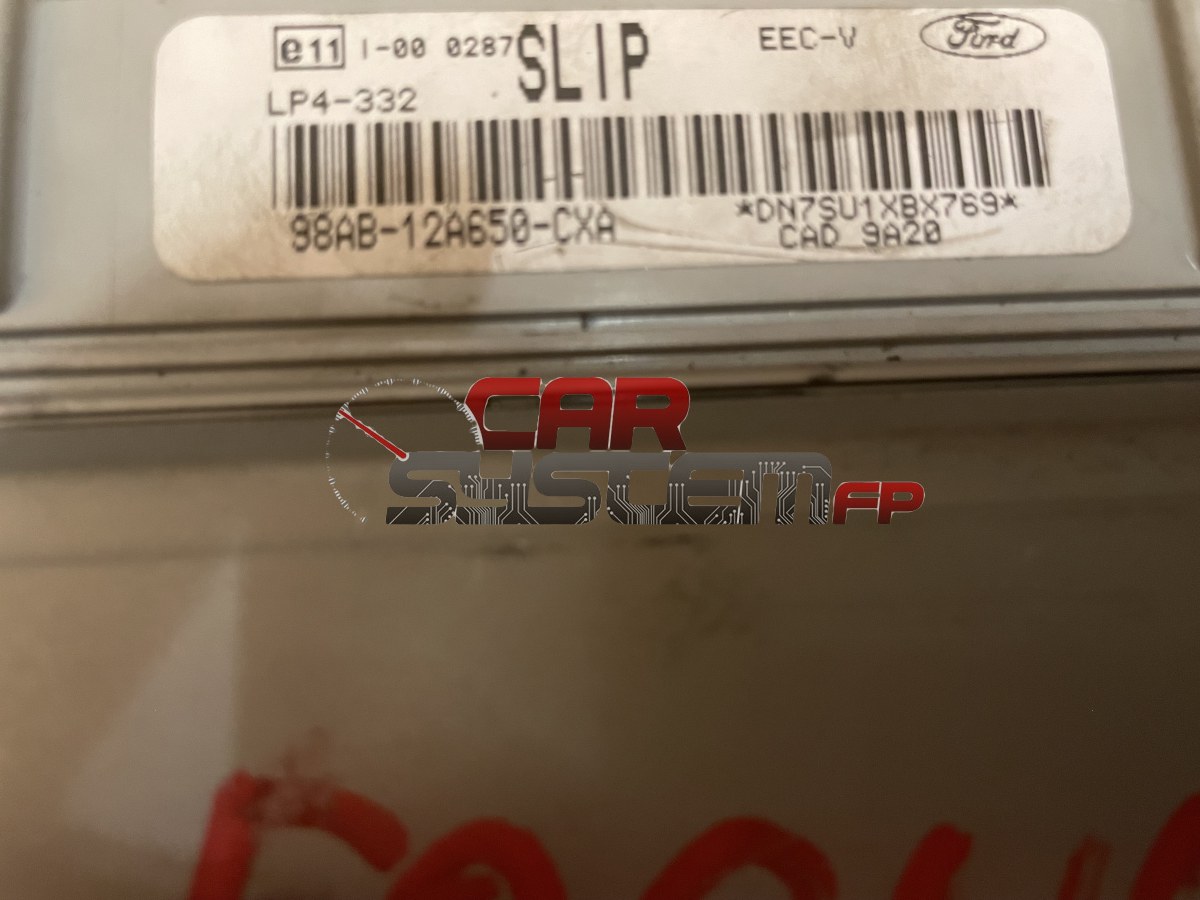 e11 I-00 0287 SLIP EEC-V Ford
LP4-332
98AB-12A650-CXA *DN7SU1XBX769*
CAD 9A20
CAR
SYSTEM FP